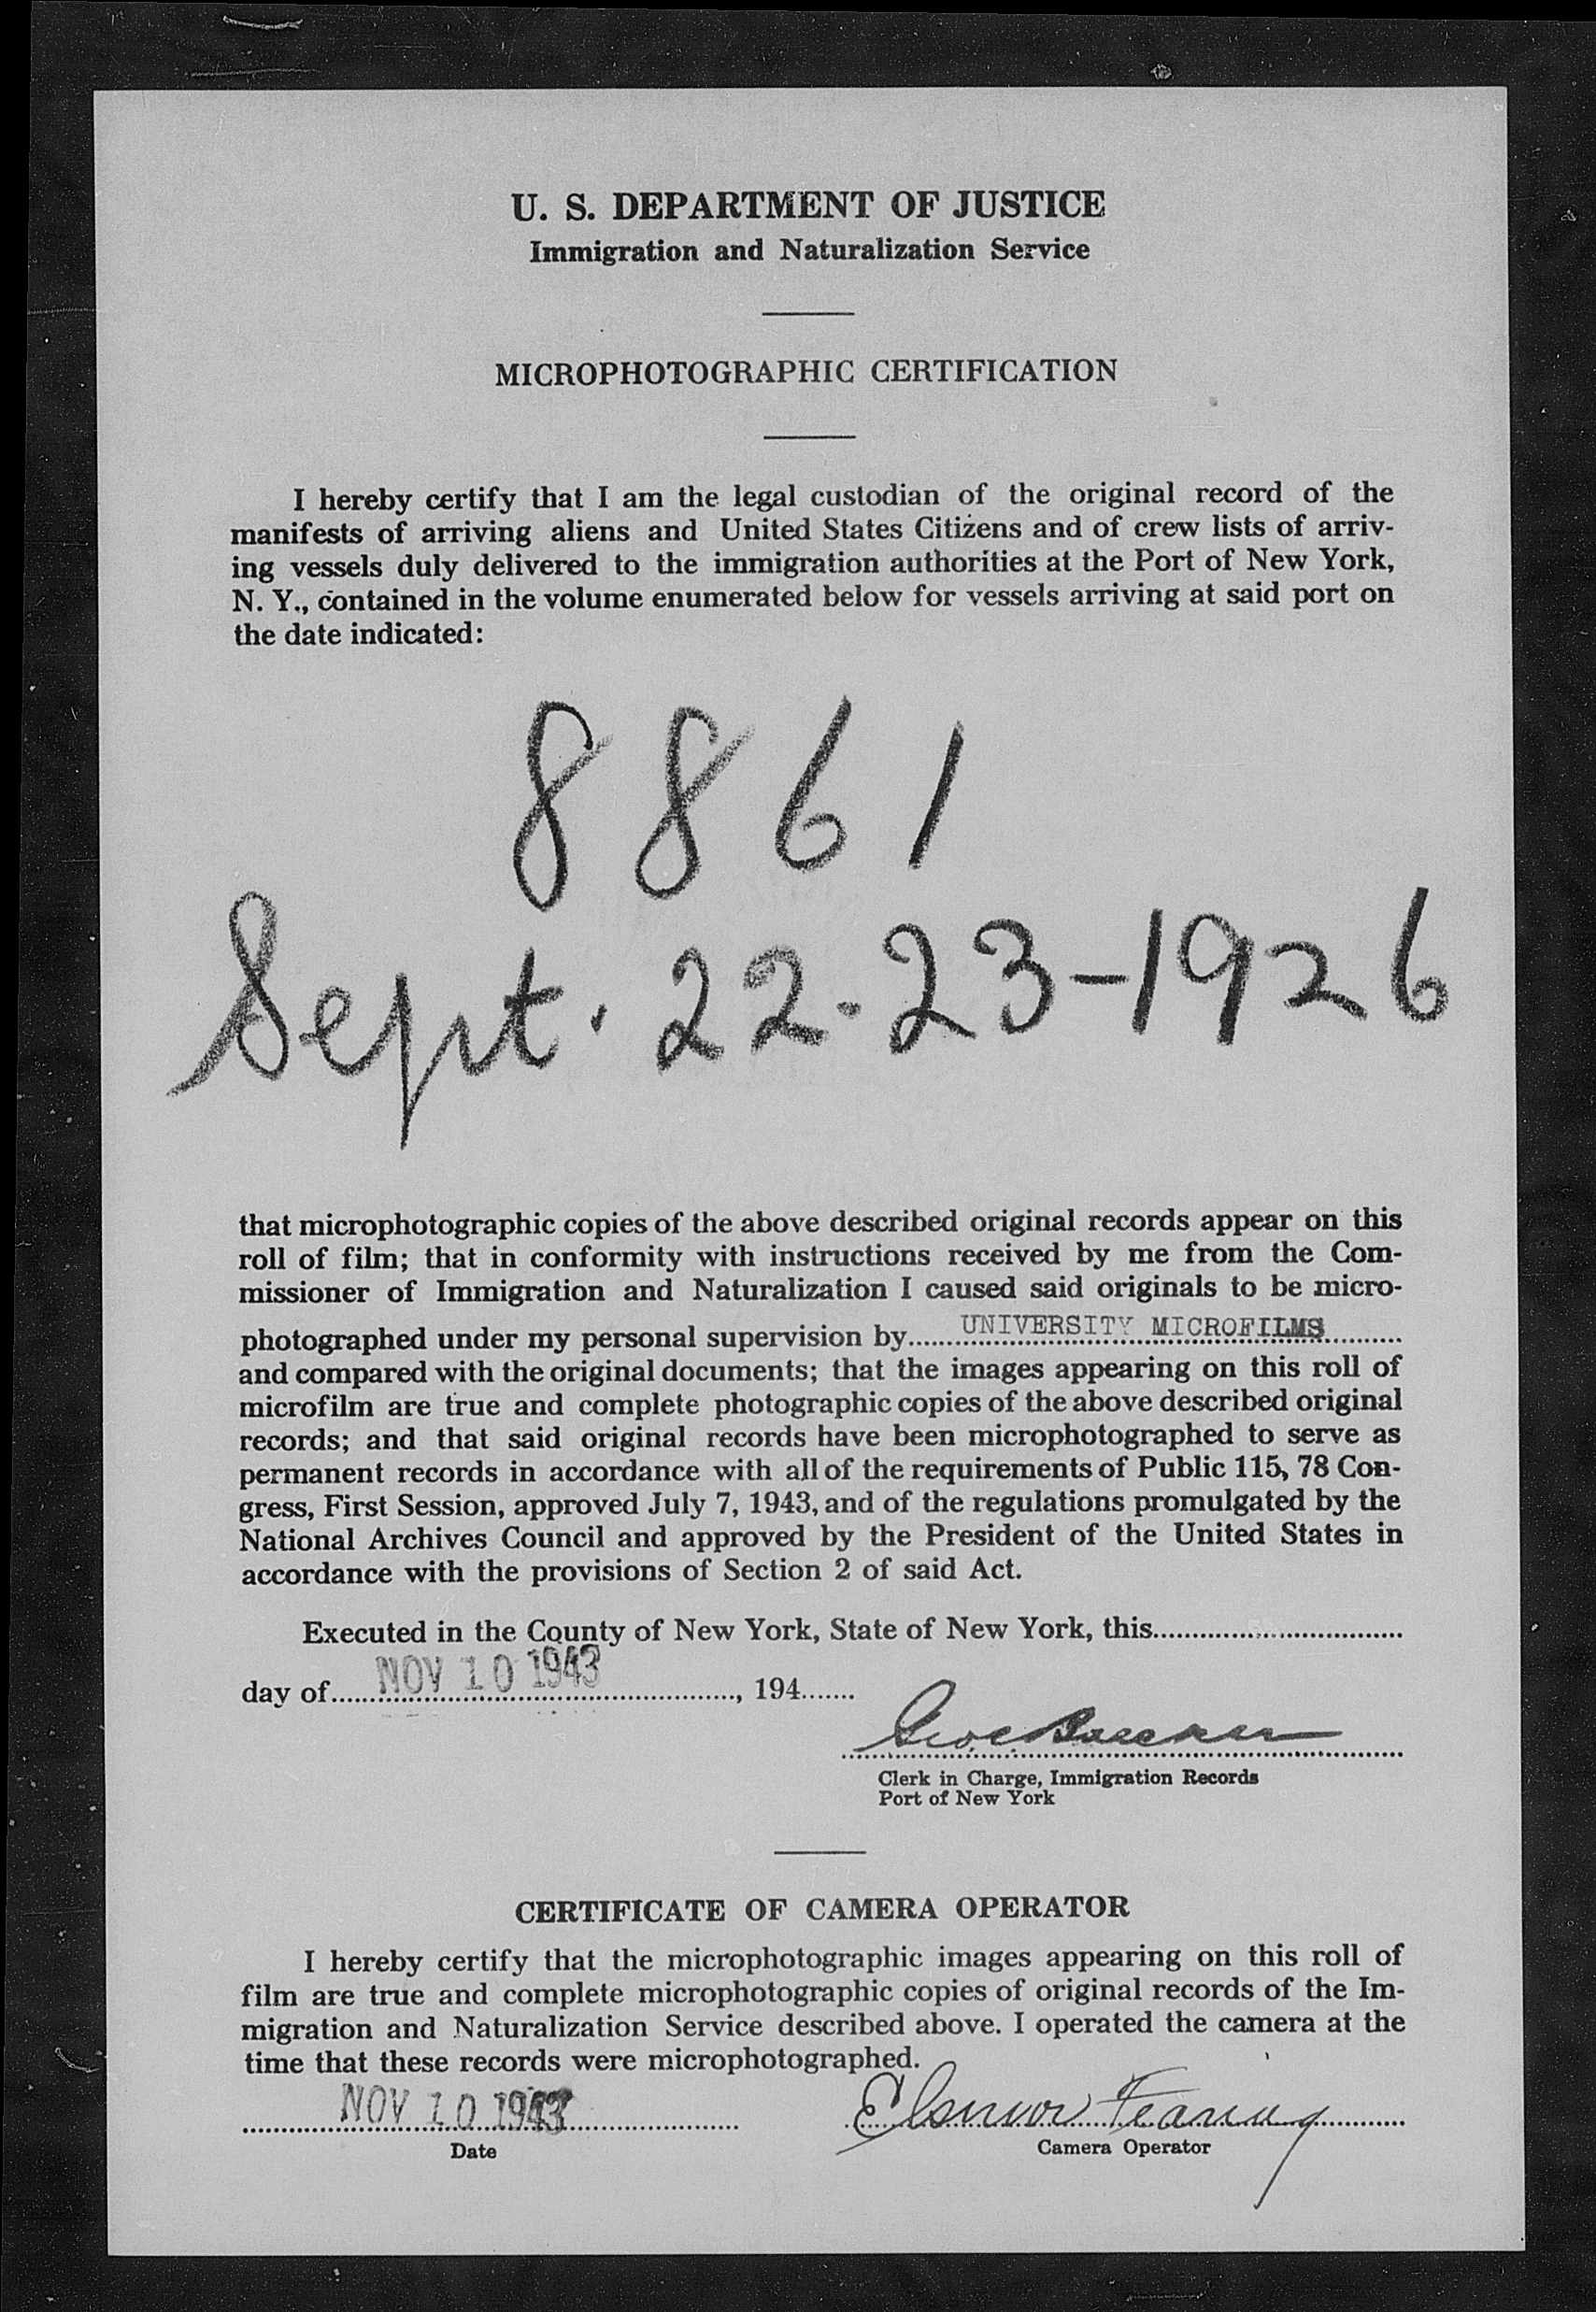 U. S. DEPARTMENT OF JUSTICE
Immigration and Naturalization Service
MICROPHOTOGRAPHIC CERTIFICATION
I hereby certify that I am the legal custodian of the original record of the
manifests of arriving aliens and United States Citizens and of crew lists of arriv-
ing vessels duly delivered to the immigration authorities at the Port of New York,
N. Y., contained in the volume enumerated below for vessels arriving at said port on
the date indicated:
8861
Sept. 22-23-1926
that microphotographic copies of the above described original records appear on this
roll of film; that in conformity with instructions received by me from the Com-
missioner of Immigration and Naturalization I caused said originals to be micro-
photographed under my personal supervision by UNIVERSITY MICROFILMS
and compared with the original documents; that the images appearing on this roll of
microfilm are true and complete photographic copies of the above described original
records; and that said original records have been microphotographed to serve as
permanent records in accordance with all of the requirements of Public 115, 78 Con-
gress, First Session, approved July 7, 1943, and of the regulations promulgated by the
National Archives Council and approved by the President of the United States in
accordance with the provisions of Section 2 of said Act.
Executed in the County of New York, State of New York, this
day of NOV 10 1943, 194
Clerk in Charge, Immigration Records
Port of New York
CERTIFICATE OF CAMERA OPERATOR
I hereby certify that the microphotographic images appearing on this roll of
film are true and complete microphotographic copies of original records of the Im-
migration and Naturalization Service described above. I operated the camera at the
time that these records were microphotographed.
NOV 10 1943
Date
Camera Operator